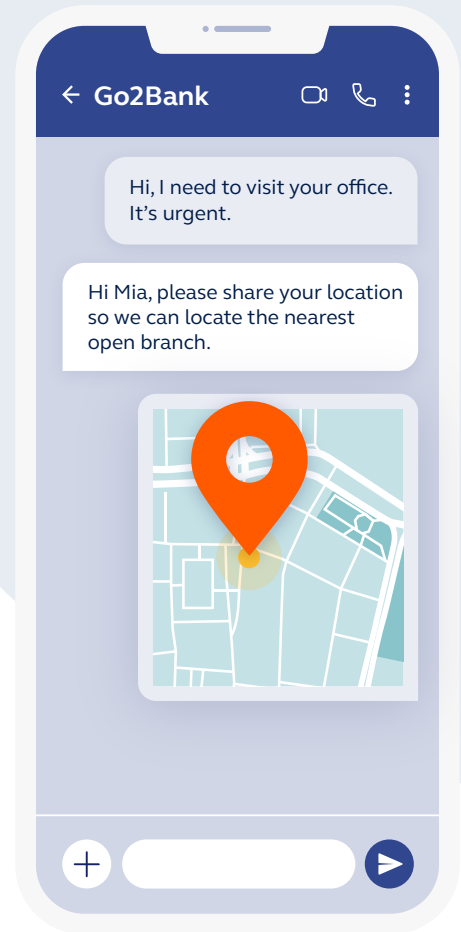 Go2Bank
Hi, I need to visit your office.
It’s urgent.
Hi Mia, please share your location
so we can locate the nearest
open branch.